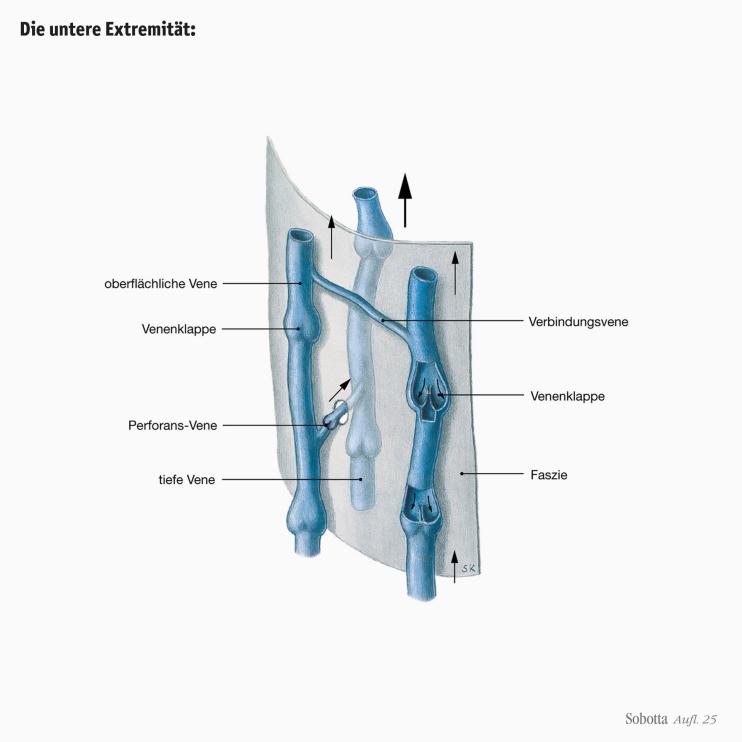 Die untere Extremität:
oberflächliche Vene
Venenklappe
Perforans-Vene
tiefe Vene
Verbindungsvene
Venenklappe
Faszie
SK
Sobotta Aufl. 25